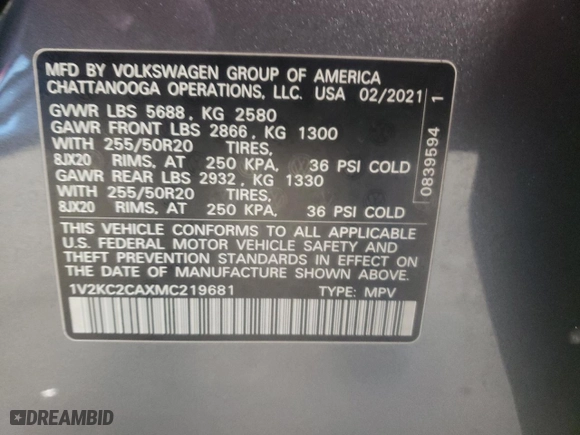 MFD BY VOLKSWAGEN GROUP OF AMERICA
CHATTANOOGA OPERATIONS, LLC. USA 02/2021
GVWR LBS 5688, KG 2580
GAWR FRONT LBS 2866, KG 1300
WITH 255/50R20 TIRES,
8JX20 RIMS, AT 250 KPA, 36 PSI COLD
GAWR REAR LBS 2932, KG 1330
WITH 255/50R20 TIRES,
8JX20 RIMS, AT 250 KPA, 36 PSI COLD
THIS VEHICLE CONFORMS TO ALL APPLICABLE
U.S. FEDERAL MOTOR VEHICLE SAFETY AND
THEFT PREVENTION STANDARDS IN EFFECT ON
THE DATE OF MANUFACTURE SHOWN ABOVE.
1V2KC2CAXMC219681 TYPE: MPV
0839594 1
DREAMBID